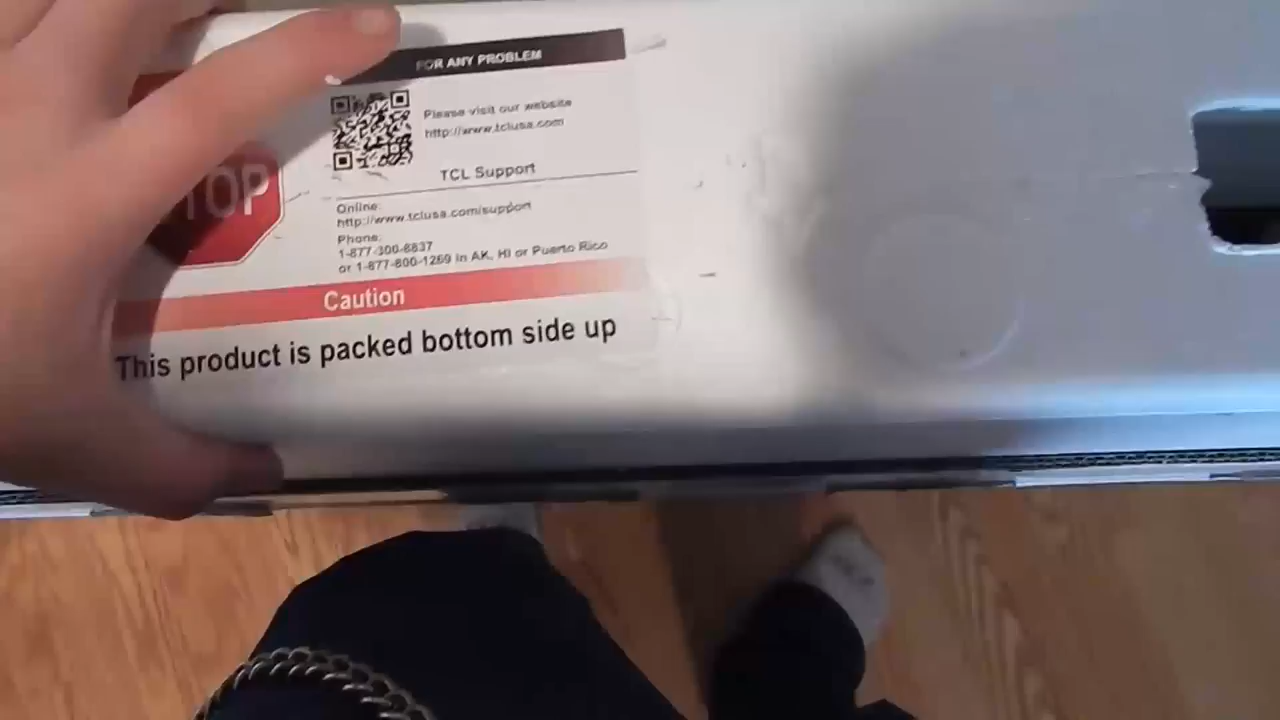 FOR ANY PROBLEM
Please visit our website
http://www.tclusa.com
TOP
TCL Support
Online:
http://www.tclusa.com/support
Phone:
1-877-300-8837
or 1-877-800-1269 in AK, HI or Puerto Rico
Caution
This product is packed bottom side up